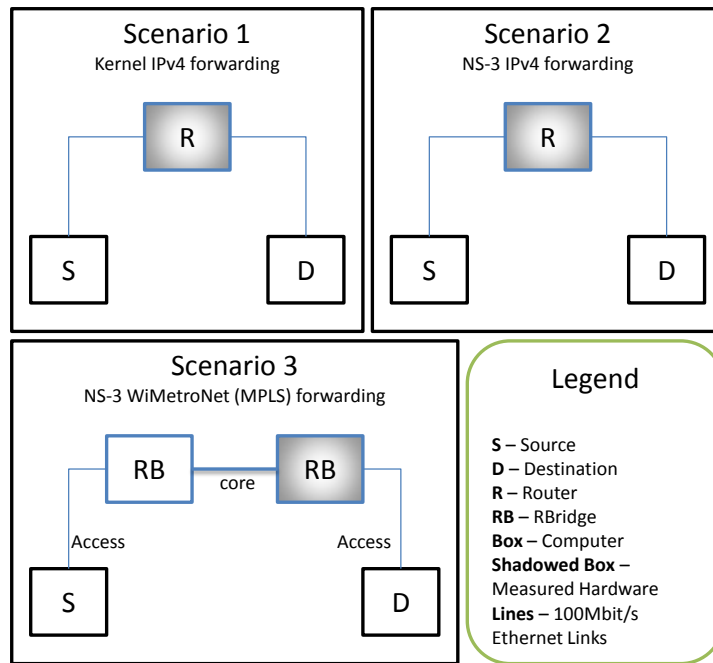 Scenario 1
Kernel IPv4 forwarding
R
S
D
Scenario 2
NS-3 IPv4 forwarding
R
S
D
Scenario 3
NS-3 WiMetroNet (MPLS) forwarding
RB
RB
core
Access
Access
S
D
Legend
S – Source
D – Destination
R – Router
RB – RBridge
Box – Computer
Shadowed Box –
Measured Hardware
Lines – 100Mbit/s
Ethernet Links